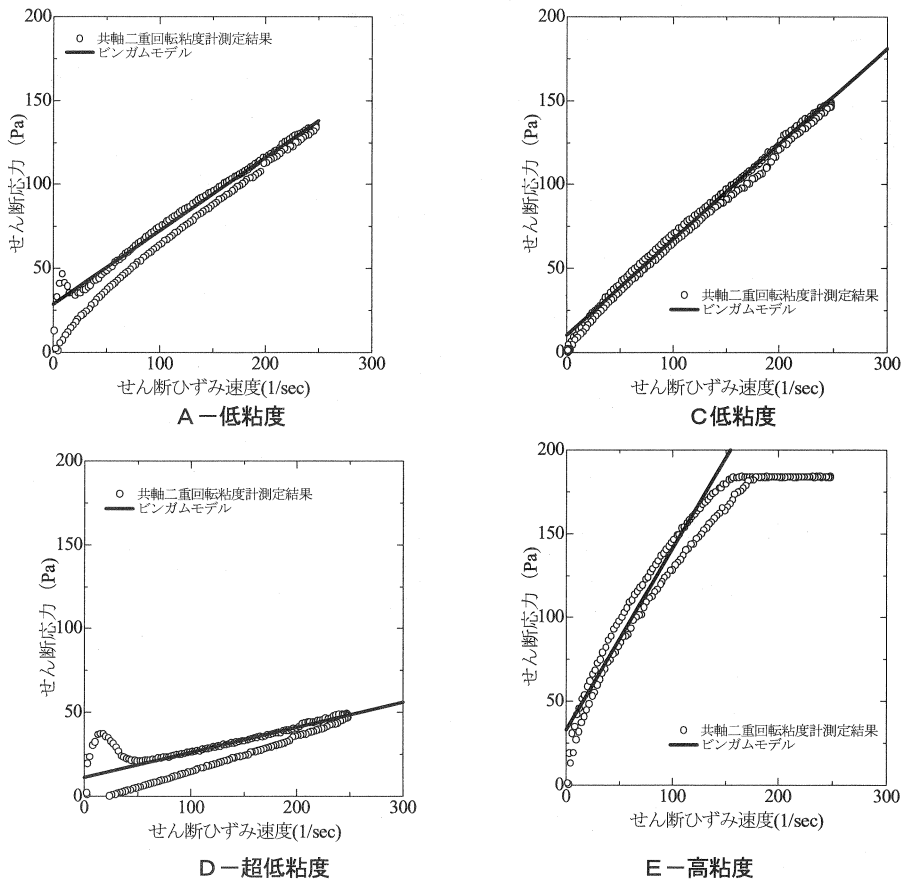 200
150
100
50
0
せん断応力 (Pa)
共軸二重回転粘度計測定結果
ビンガムモデル
0 100 200 300
せん断ひずみ速度(1/sec)
A－低粘度
200
150
100
50
0
せん断応力 (Pa)
共軸二重回転粘度計測定結果
ビンガムモデル
0 100 200 300
せん断ひずみ速度(1/sec)
C低粘度
200
150
100
50
0
せん断応力 (Pa)
共軸二重回転粘度計測定結果
ビンガムモデル
0 100 200 300
せん断ひずみ速度(1/sec)
D－超低粘度
200
150
100
50
0
せん断応力 (Pa)
共軸二重回転粘度計測定結果
ビンガムモデル
0 100 200 300
せん断ひずみ速度(1/sec)
E－高粘度